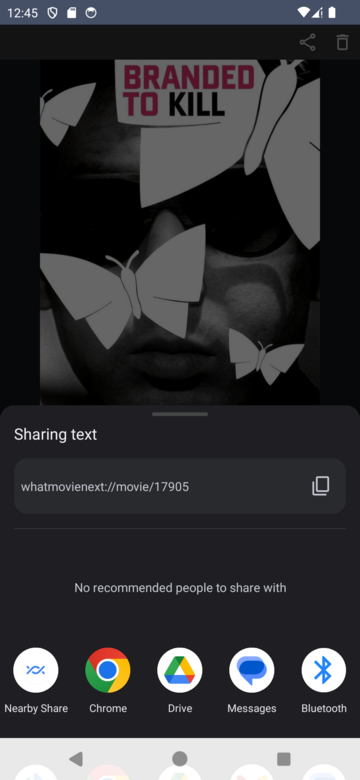 12:45
BRANDED
TO KILL
Sharing text
whatmovienext://movie/17905
No recommended people to share with
Nearby Share
Chrome
Drive
Messages
Bluetooth